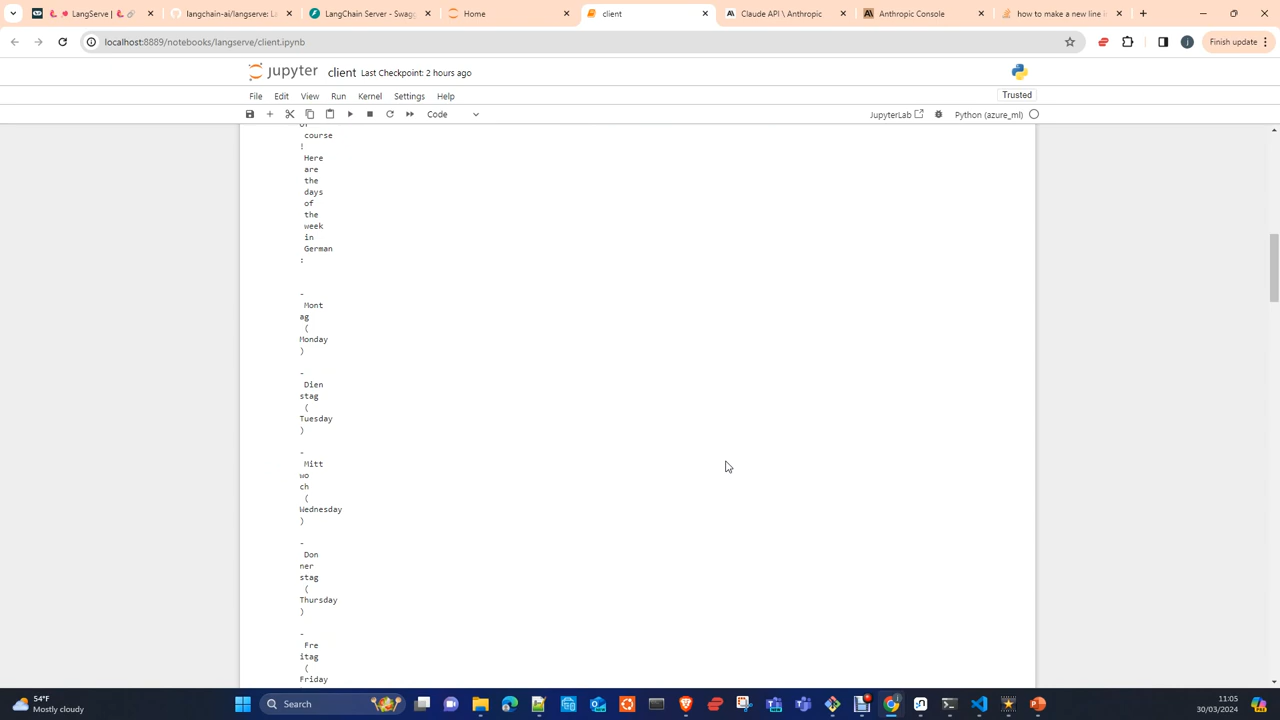 LangServe | 🦜️🔗
langchain-ai/langserve: La
LangChain Server - Swagg
Home
client
Claude API \ Anthropic
Anthropic Console
how to make a new line i
localhost:8889/notebooks/langserve/client.ipynb
Finish update
jupyter client Last Checkpoint: 2 hours ago
File Edit View Run Kernel Settings Help
Trusted
Code
JupyterLab
Python (azure_ml)
of
course
!
Here
are
the
days
of
the
week
in
German
:
-
Mont
ag
(
Monday
)
-
Dien
stag
(
Tuesday
)
-
Mitt
wo
ch
(
Wednesday
)
-
Don
ner
stag
(
Thursday
)
-
Fre
itag
(
Friday
54°F
Mostly cloudy
Search
11:05
30/03/2024